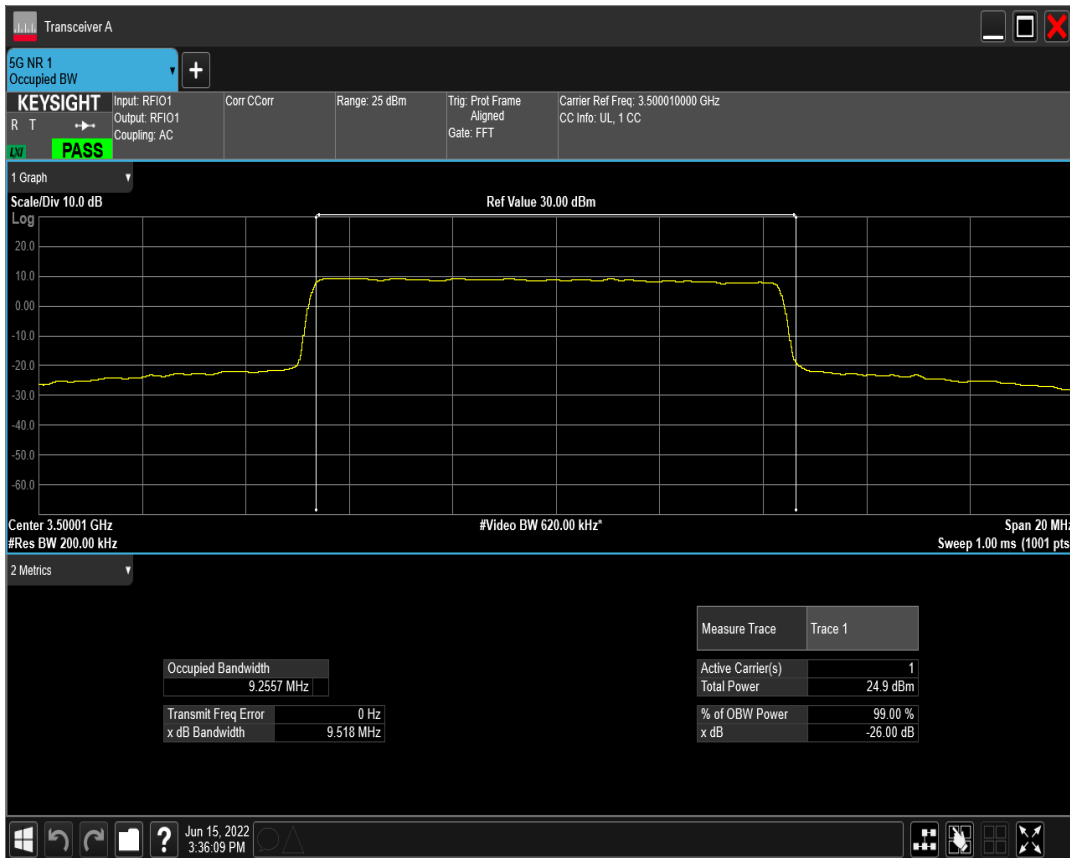 Transceiver A
5G NR 1
Occupied BW
+
KEYSIGHT
R T
LXI
PASS
Input: RFIO1
Output: RFIO1
Coupling: AC
Corr CCorr
Range: 25 dBm
Trig: Prot Frame
Aligned
Gate: FFT
Carrier Ref Freq: 3.500010000 GHz
CC Info: UL, 1 CC
1 Graph
Scale/Div 10.0 dB
Ref Value 30.00 dBm
Log
20.0
10.0
0.00
-10.0
-20.0
-30.0
-40.0
-50.0
-60.0
Center 3.50001 GHz
#Video BW 620.00 kHz*
Span 20 MHz
#Res BW 200.00 kHz
Sweep 1.00 ms (1001 pts
2 Metrics
Measure Trace Trace 1
Occupied Bandwidth
9.2557 MHz
Active Carrier(s) 1
Total Power 24.9 dBm
Transmit Freq Error 0 Hz
x dB Bandwidth 9.518 MHz
% of OBW Power 99.00 %
x dB -26.00 dB
?
Jun 15, 2022
3:36:09 PM